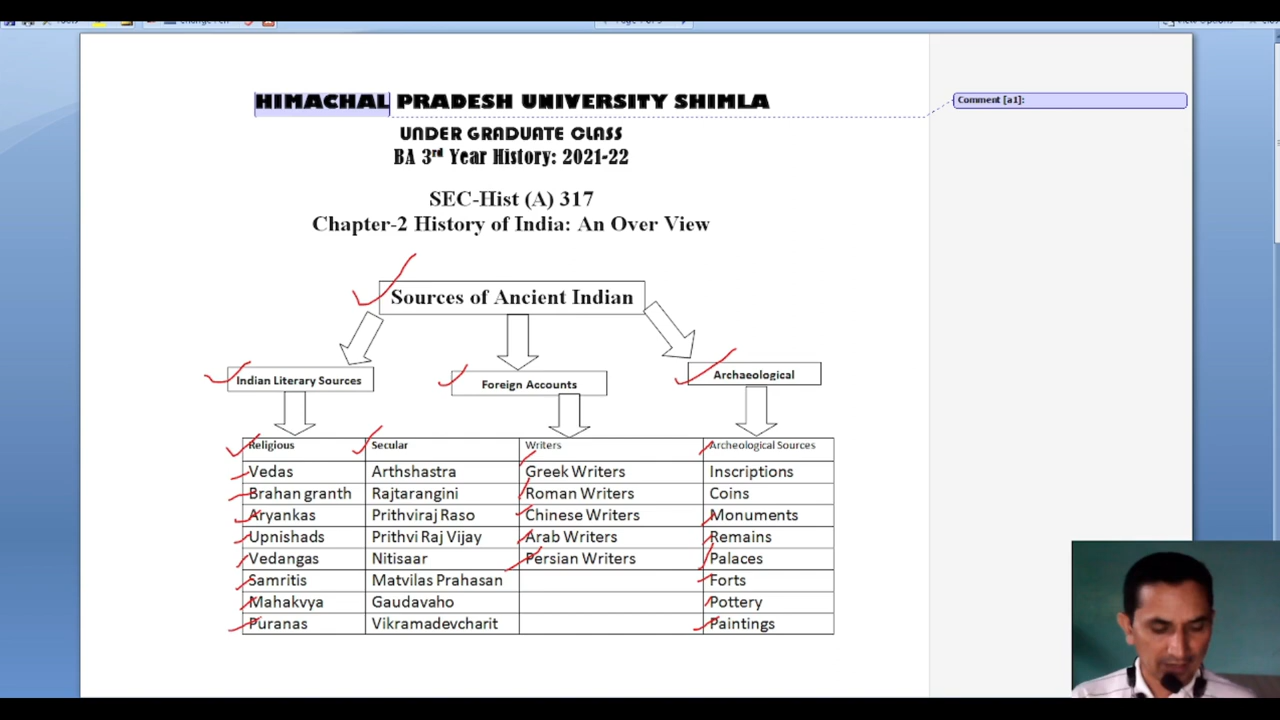 HIMACHAL PRADESH UNIVERSITY SHIMLA
Comment [a1]:
UNDER GRADUATE CLASS
BA 3rd Year History: 2021-22
SEC-Hist (A) 317
Chapter-2 History of India: An Over View
Sources of Ancient Indian
Indian Literary Sources
Foreign Accounts
Archaeological
Religious Secular Writers Archeological Sources
Vedas Arthshastra Greek Writers Inscriptions
Brahan granth Rajtarangini Roman Writers Coins
Aryankas Prithviraj Raso Chinese Writers Monuments
Upnishads Prithvi Raj Vijay Arab Writers Remains
Vedangas Nitisaar Persian Writers Palaces
Samritis Matvilas Prahasan Forts
Mahakvya Gaudavaho Pottery
Puranas Vikramadevcharit Paintings